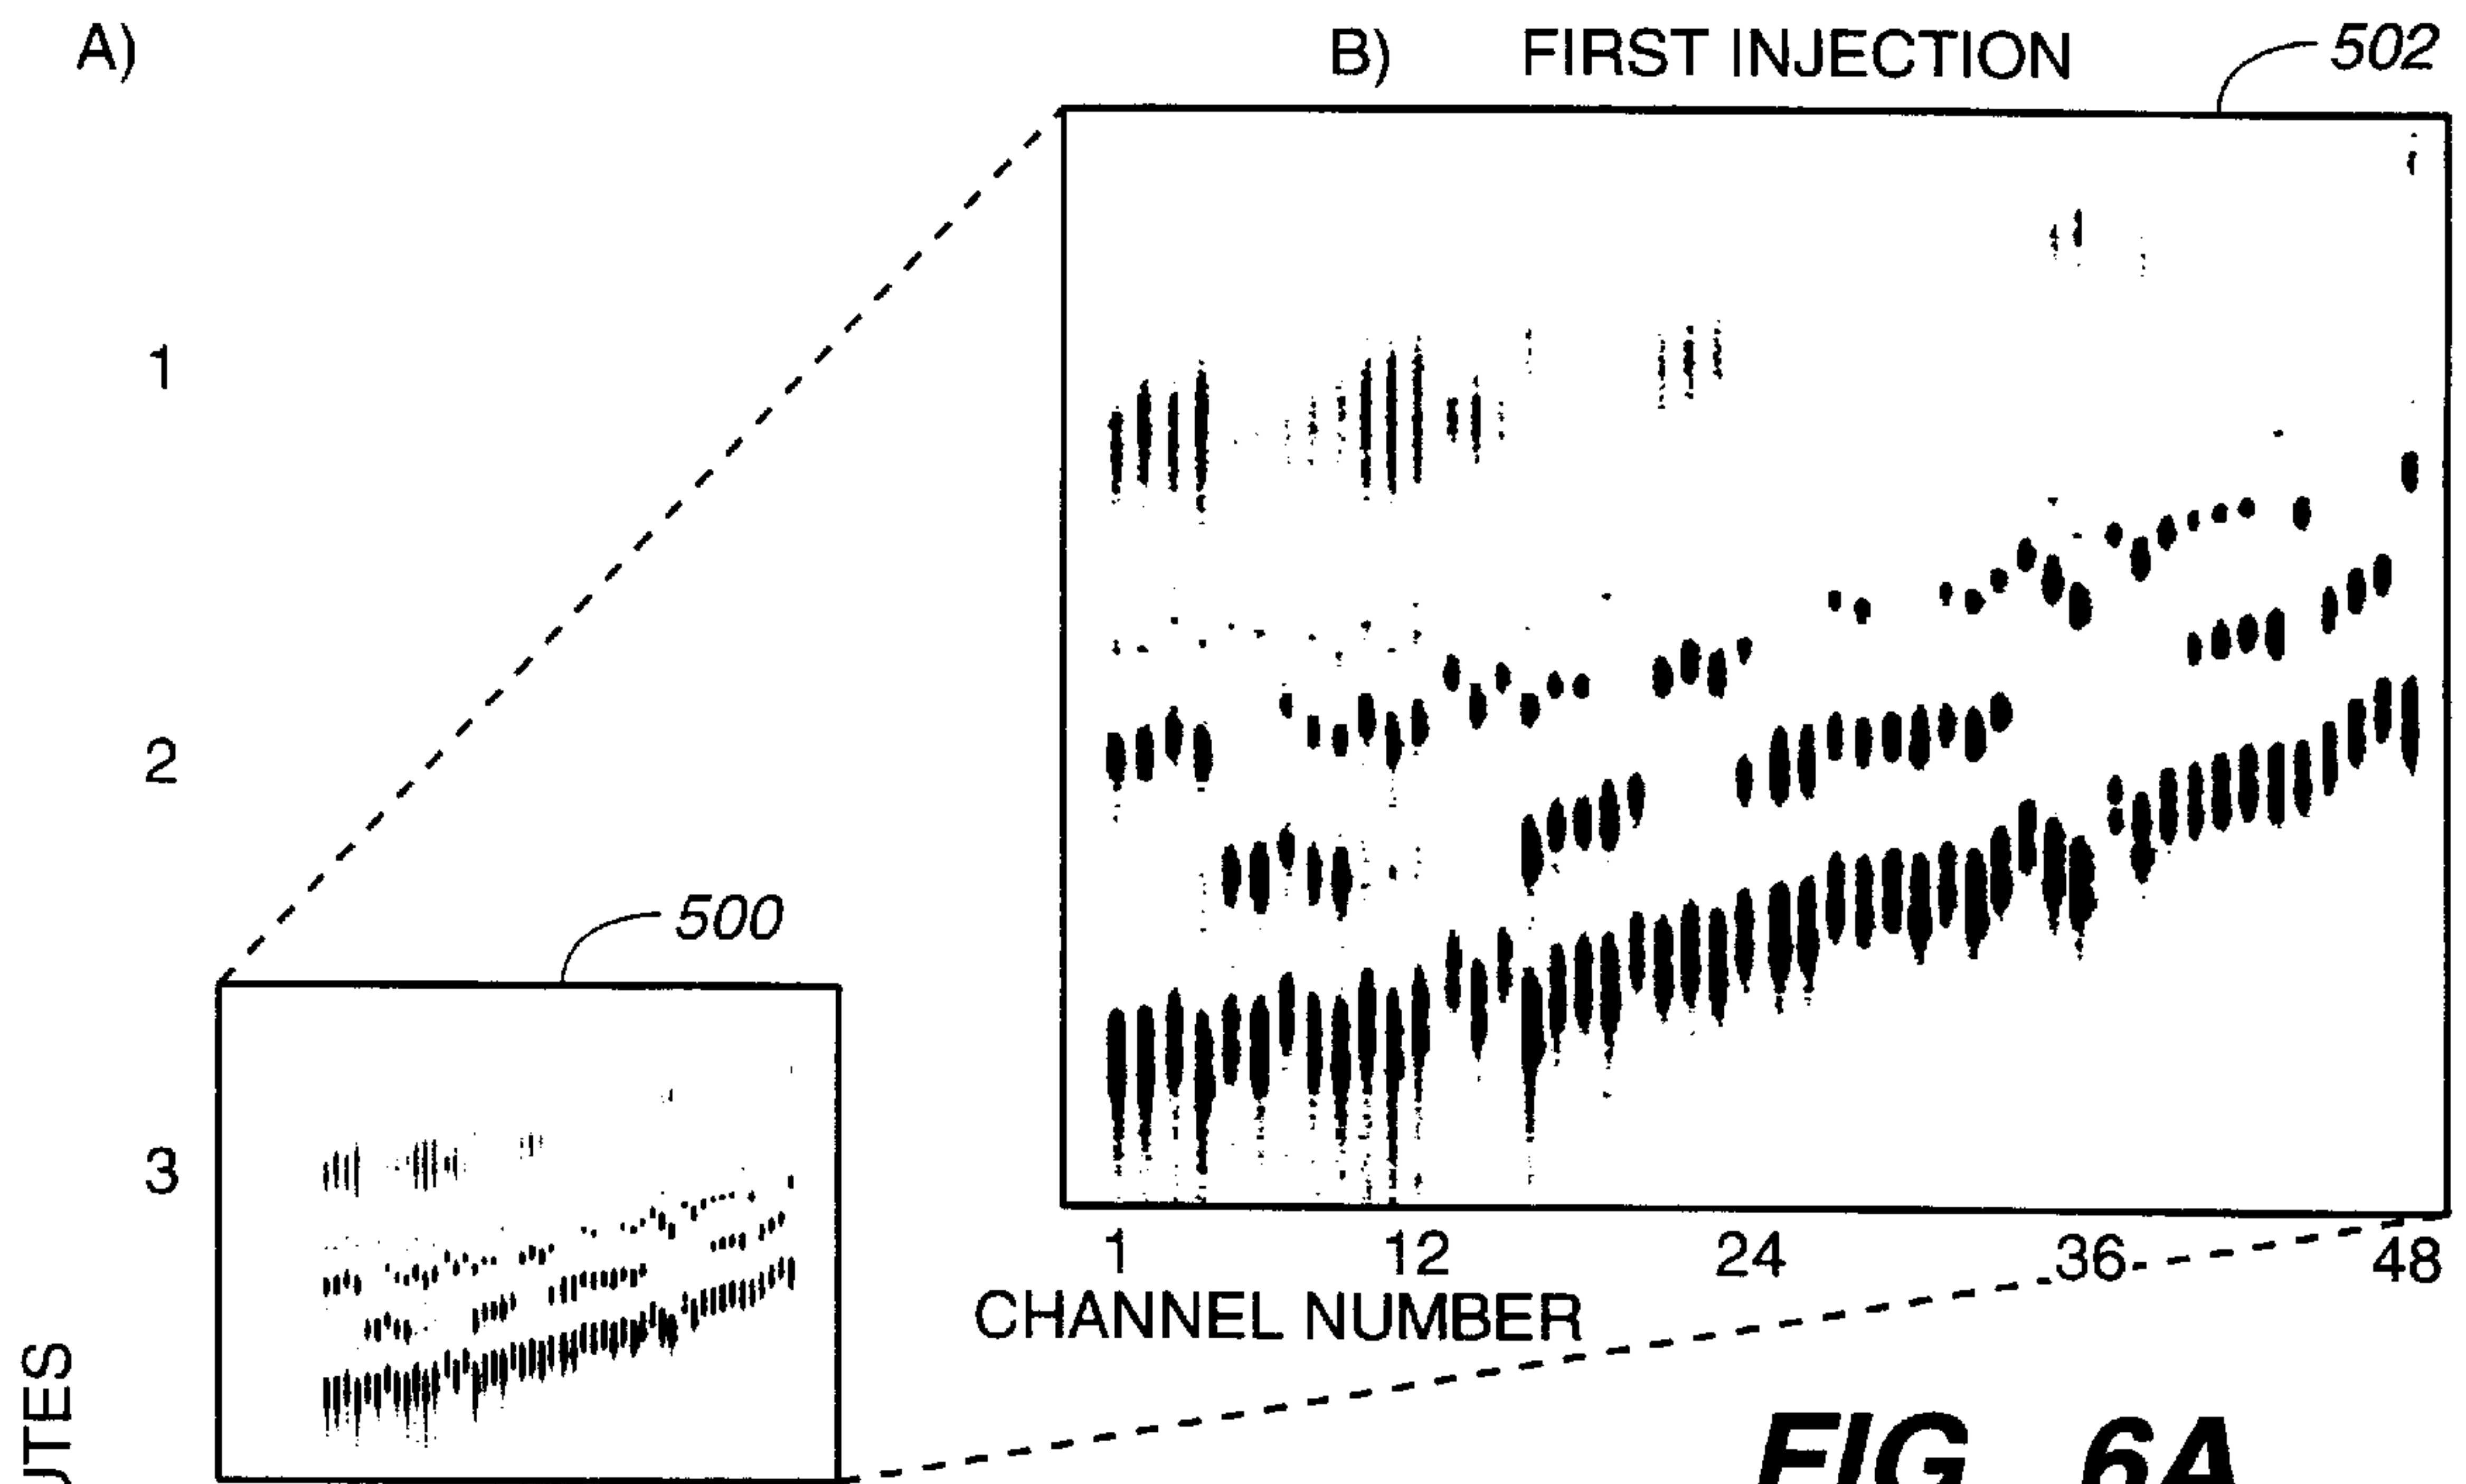 A)
B) FIRST INJECTION 502
1
2
500
3
1 12 24 36 48
CHANNEL NUMBER
FIG. 6A